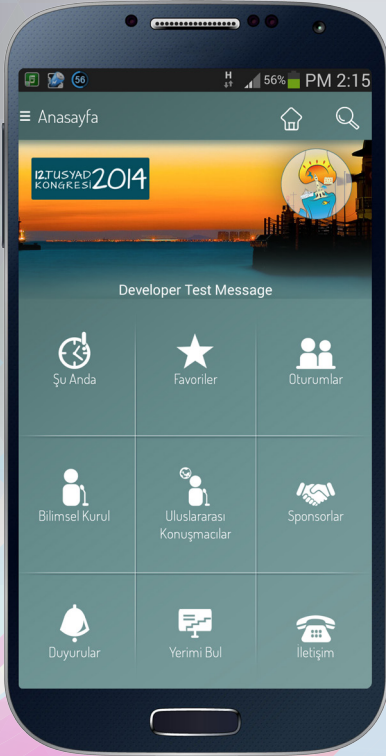 56
H
56%
PM 2:15
Anasayfa
12.TUSYAD
KONGRESİ 2014
Developer Test Message
Şu Anda
Favoriler
Oturumlar
Bilimsel Kurul
Uluslararası
Konuşmacılar
Sponsorlar
Duyurular
Yerimi Bul
İletişim